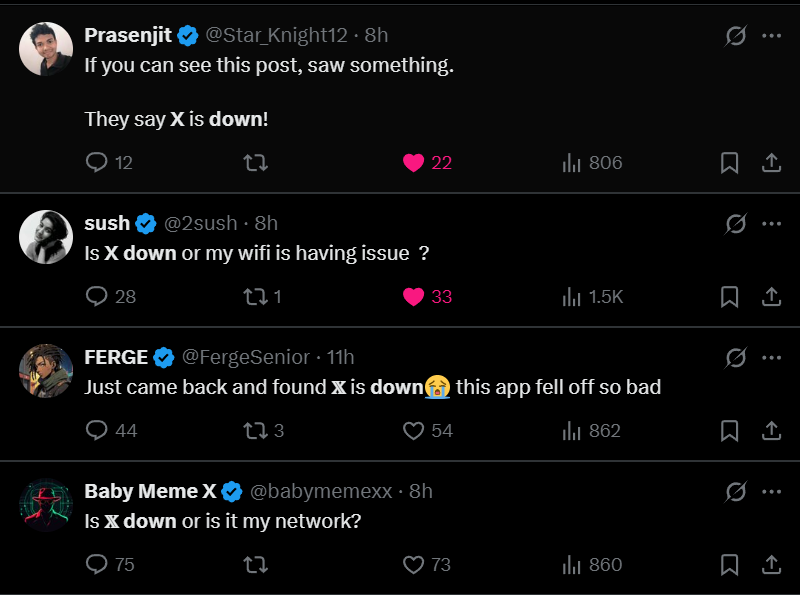 Prasenjit @Star_Knight12 · 8h
If you can see this post, saw something.
They say X is down!
12 22 806
sush @2sush · 8h
Is X down or my wifi is having issue ?
28 1 33 1.5K
FERGE @FergeSenior · 11h
Just came back and found 𝕏 is down😭 this app fell off so bad
44 3 54 862
Baby Meme X @babymemexx · 8h
Is 𝕏 down or is it my network?
75 73 860